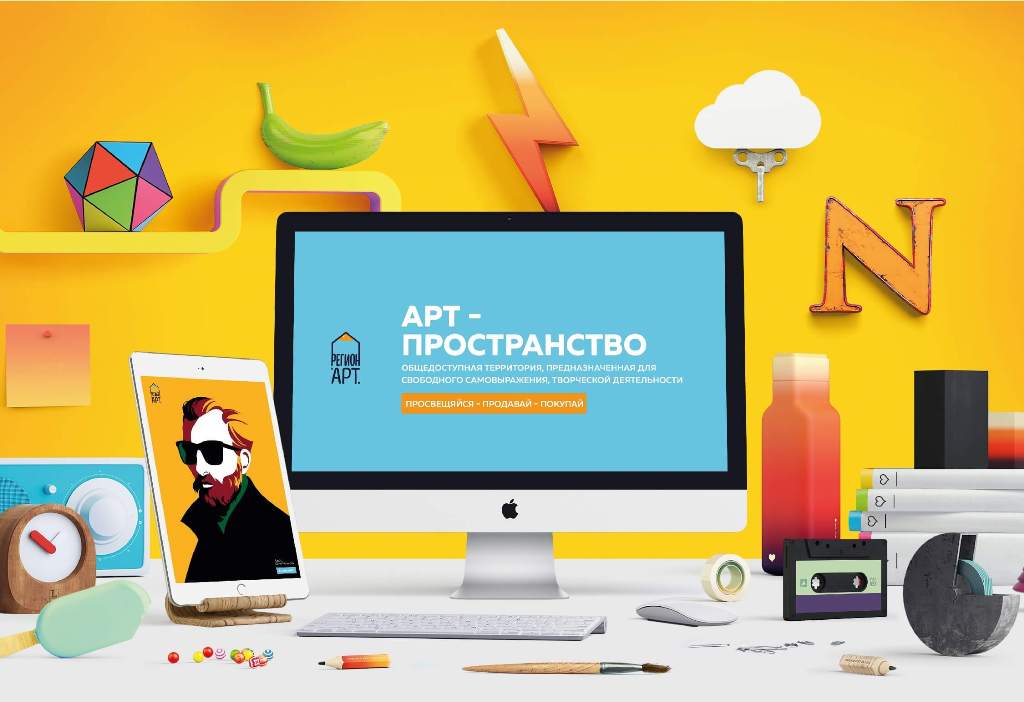 АРТ –
ПРОСТРАНСТВО
ОБЩЕДОСТУПНАЯ ТЕРРИТОРИЯ, ПРЕДНАЗНАЧЕННАЯ ДЛЯ
СВОБОДНОГО САМОВЫРАЖЕНИЯ, ТВОРЧЕСКОЙ ДЕЯТЕЛЬНОСТИ
ПРОСВЕЩАЙСЯ – ПРОДАВАЙ – ПОКУПАЙ
РЕГИОН
АРТ.
N